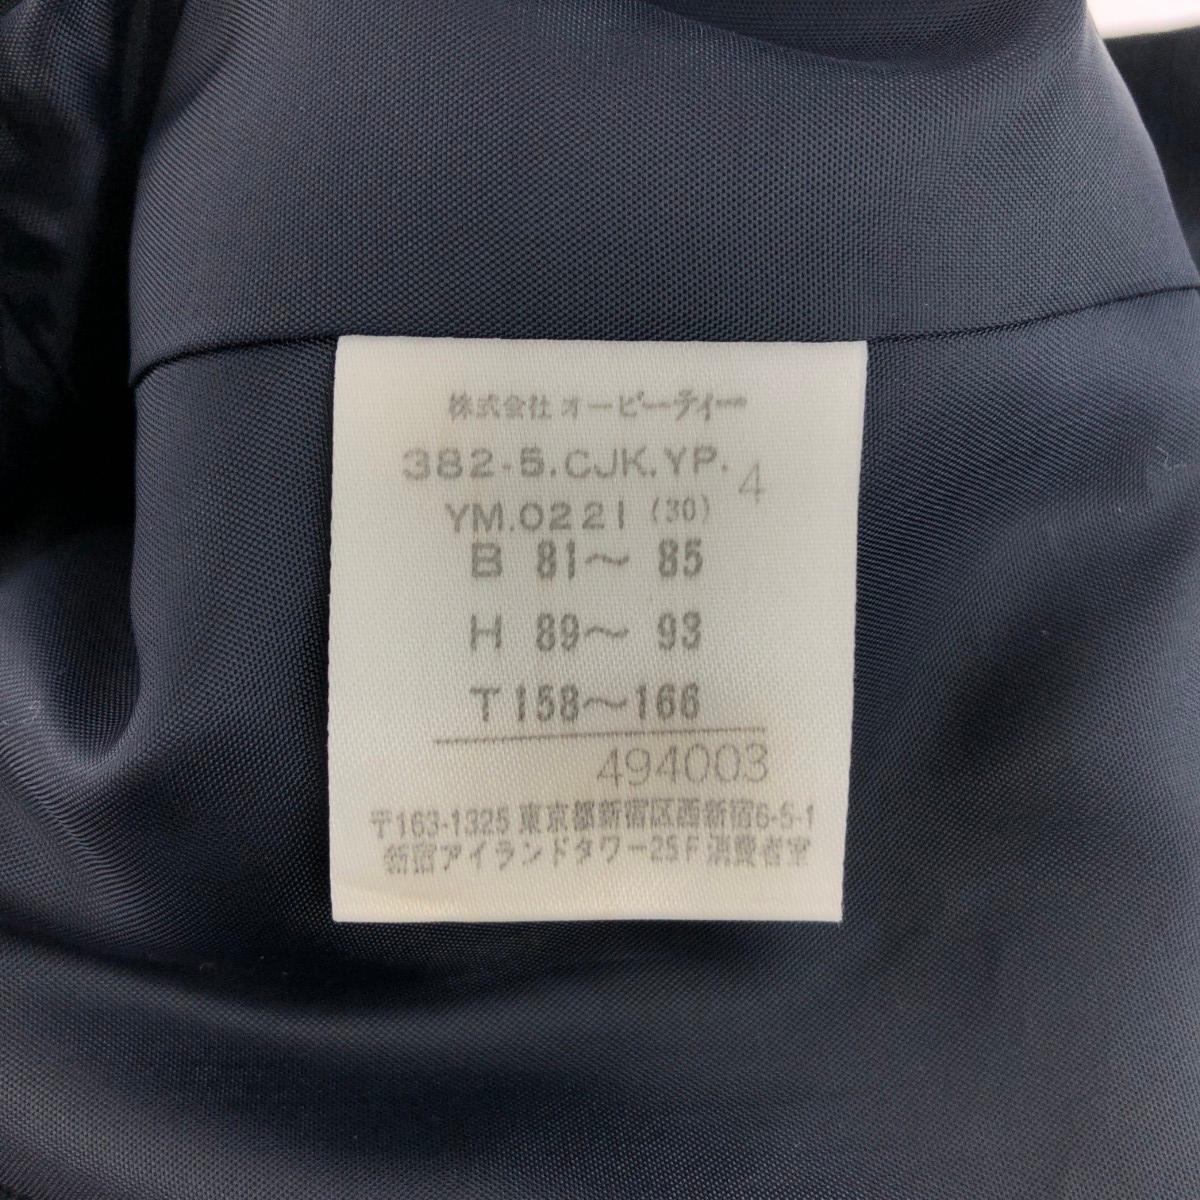 株式会社 オーピーティー
382-5.CJK.YP. 4
YM.0221 (30)
B 81～ 85
H 89～ 93
T 158～166
494003
〒163-1325 東京都新宿区西新宿6-5-1
新宿アイランドタワー25F 消費者室